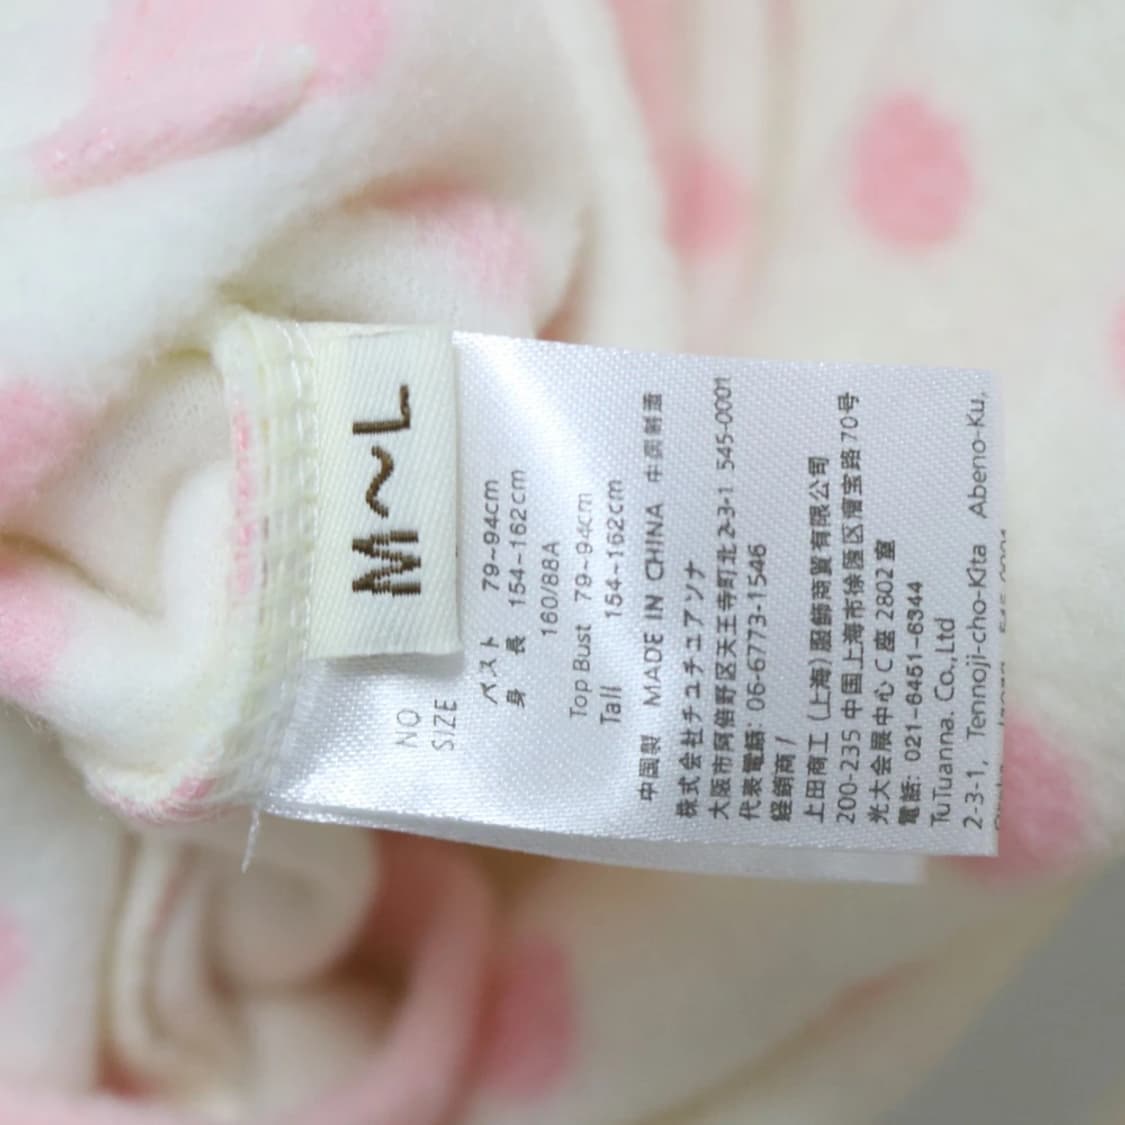 M~L
NO
SIZE
バスト 79~94cm
身長 154~162cm
160/88A
Top Bust 79~94cm
Tall 154~162cm
中国製 MADE IN CHINA 中国制造
株式会社チュチュアンナ
大阪市阿倍野区天王寺町北2-3-1 545-0001
代表電話: 06-6773-1546
経銷商/
上田商工(上海)服飾商貿有限公司
200-235 中国上海市徐匯区漕宝路70号
光大会展中心C座2802室
電話: 021-6451-6344
TuTuanna. Co.,Ltd
2-3-1, Tennoji-cho-Kita Abeno-Ku,